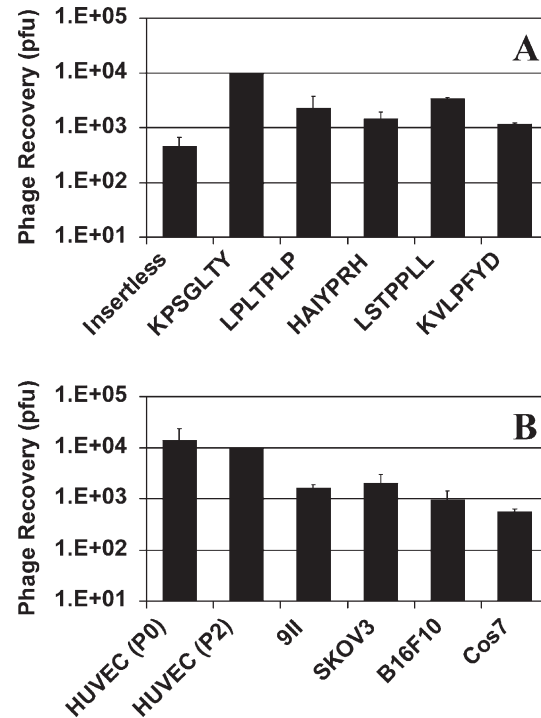 Phage Recovery (pfu)
A
1.E+05
1.E+04
1.E+03
1.E+02
1.E+01
Insertless
KPSGLTY
LPLTPLP
HAIYPRH
LSTPPLL
KVLPFYD
Phage Recovery (pfu)
B
1.E+05
1.E+04
1.E+03
1.E+02
1.E+01
HUVEC (P0)
HUVEC (P2)
9II
SKOV3
B16F10
Cos7